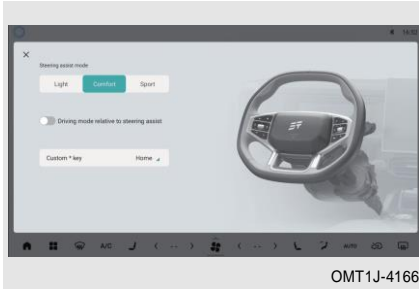 Steering assist mode
Light Comfort Sport
Driving mode relative to steering assist
Custom * key Home
A/C AUTO
OMT1J-4166